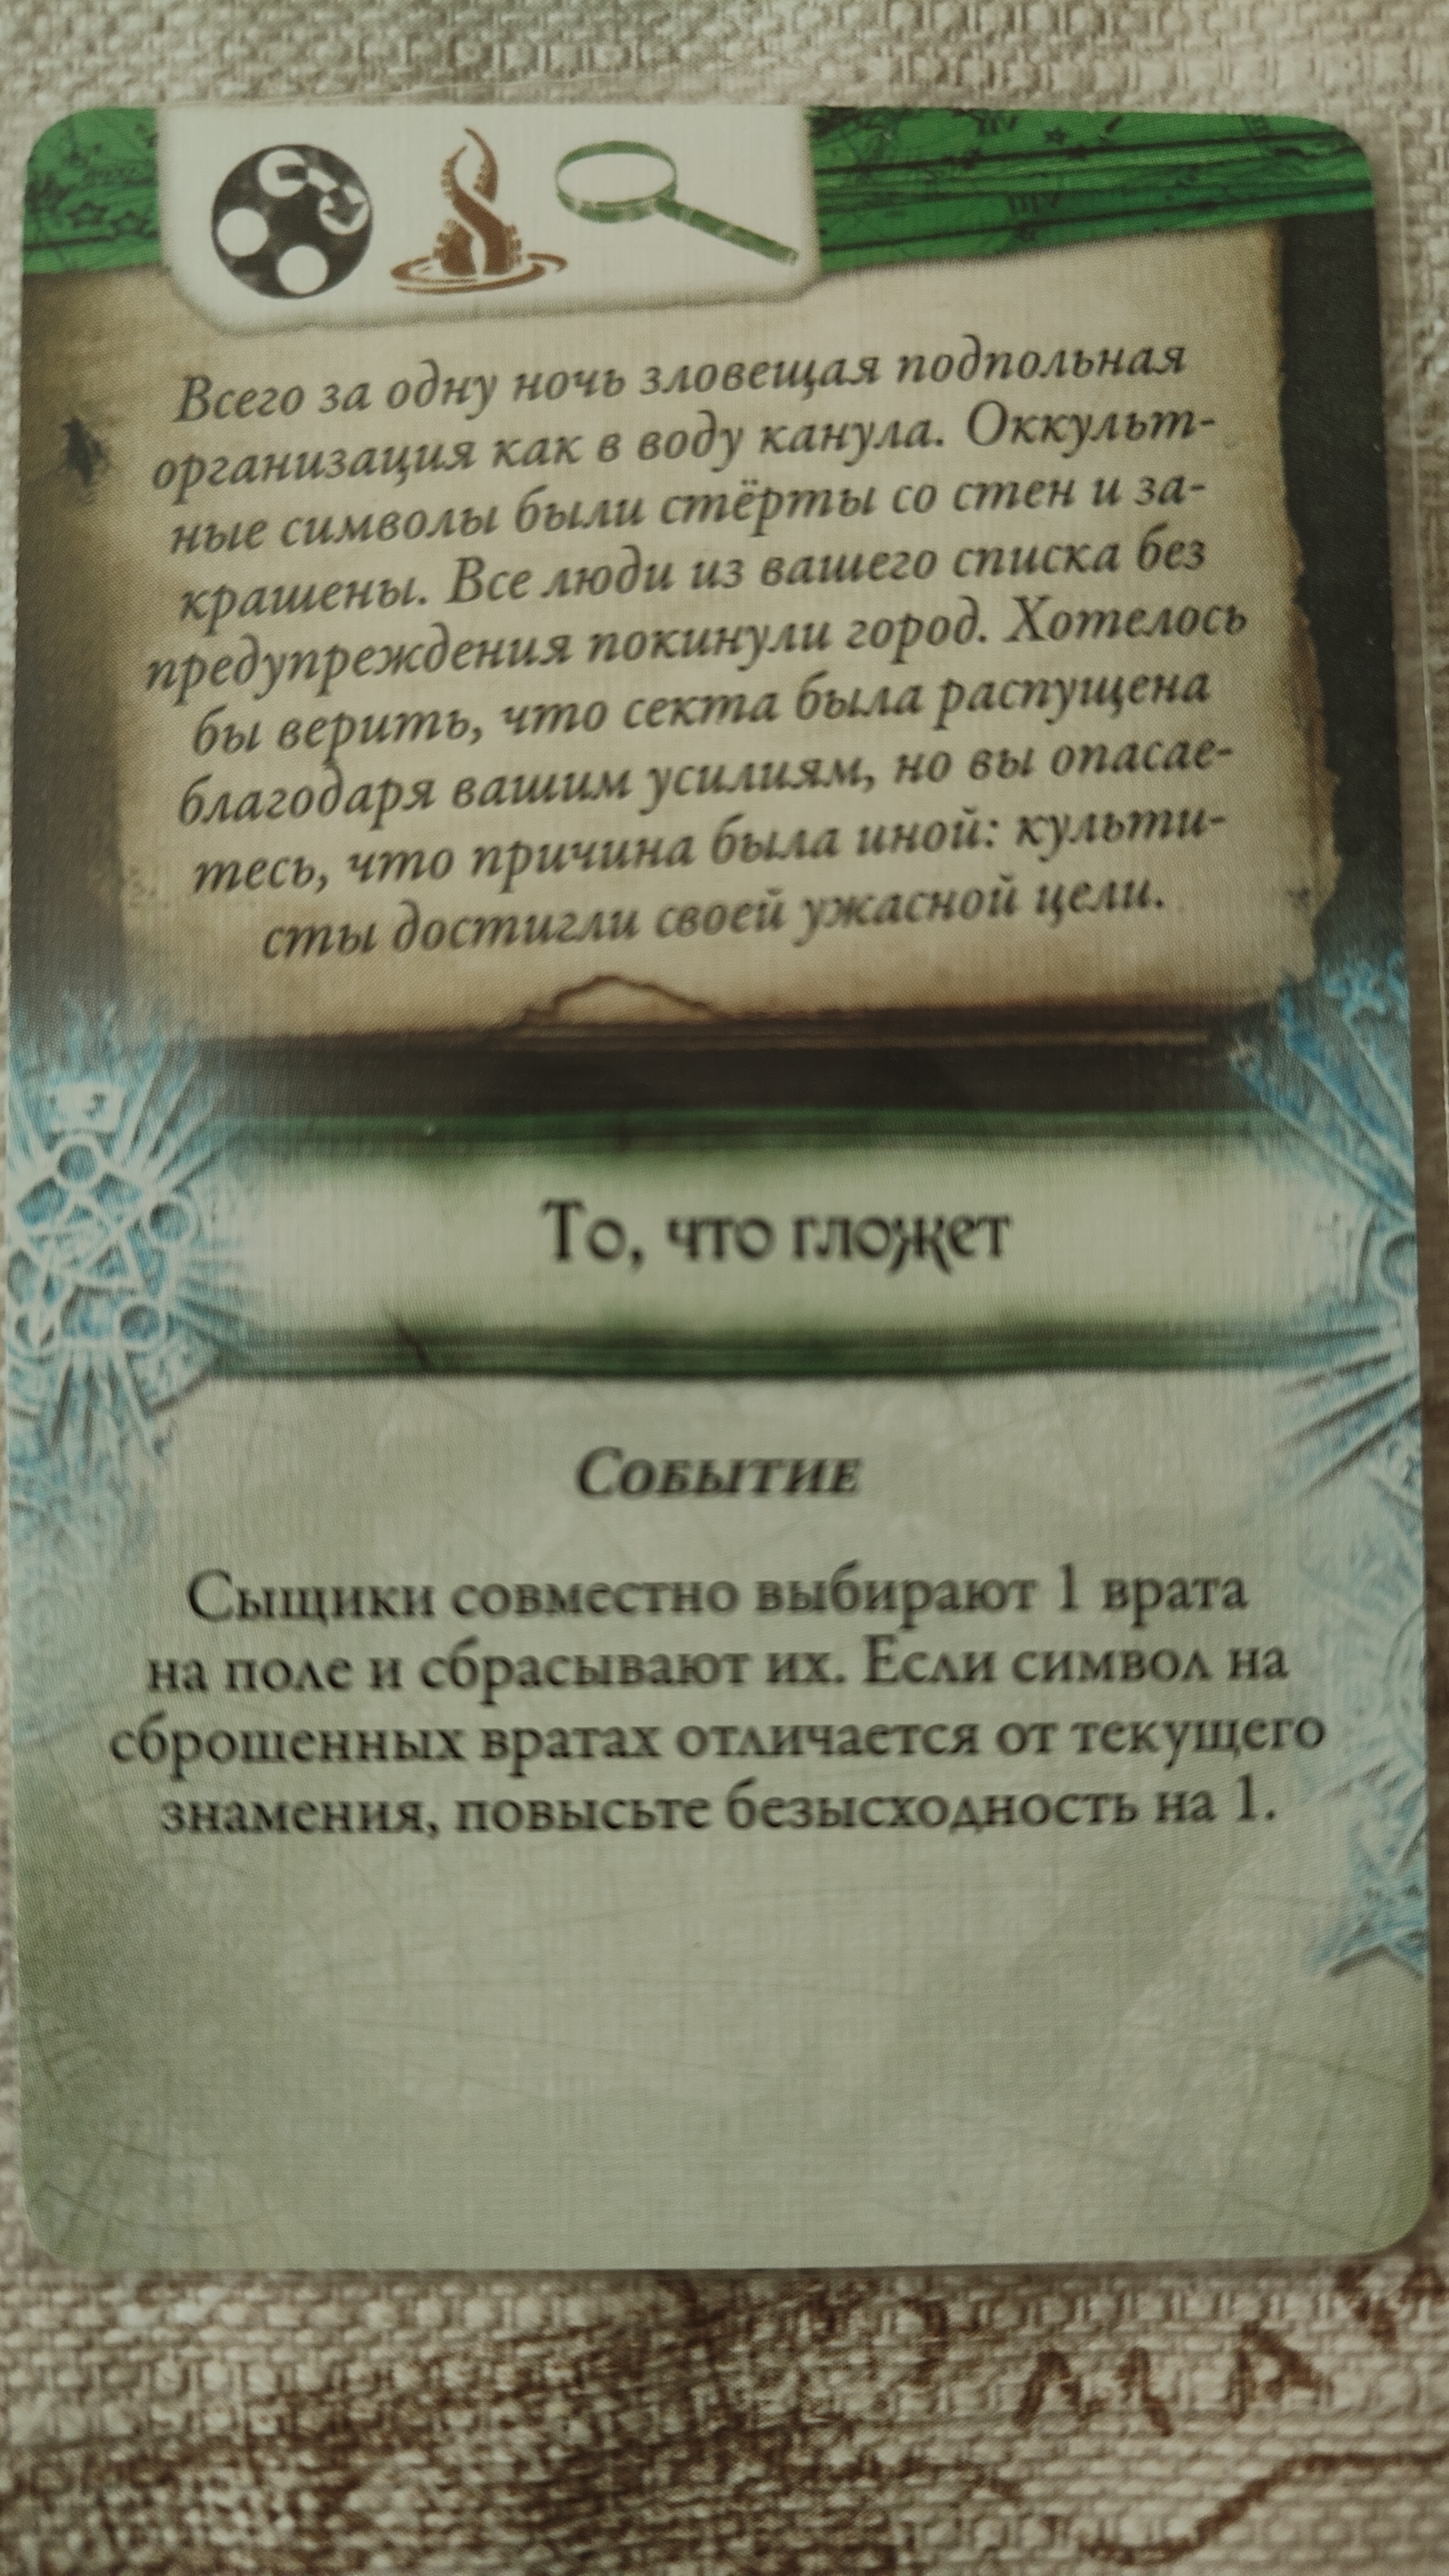 Всего за одну ночь зловещая подпольная
организация как в воду канула. Оккульт-
ные символы были стёрты со стен и за-
крашены. Все люди из вашего списка без
предупреждения покинули город. Хотелось
бы верить, что секта была распущена
благодаря вашим усилиям, но вы опасае-
тесь, что причина была иной: культи-
сты достигли своей ужасной цели.
То, что гложет
Событие
Сыщики совместно выбирают 1 врата
на поле и сбрасывают их. Если символ на
сброшенных вратах отличается от текущего
знамения, повысьте безысходность на 1.